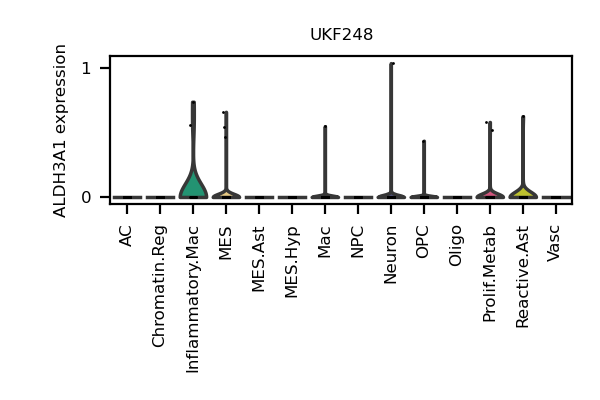 UKF248
ALDH3A1 expression
1
0
AC
Chromatin.Reg
Inflammatory.Mac
MES
MES.Ast
MES.Hyp
Mac
NPC
Neuron
OPC
Oligo
Prolif.Metab
Reactive.Ast
Vasc